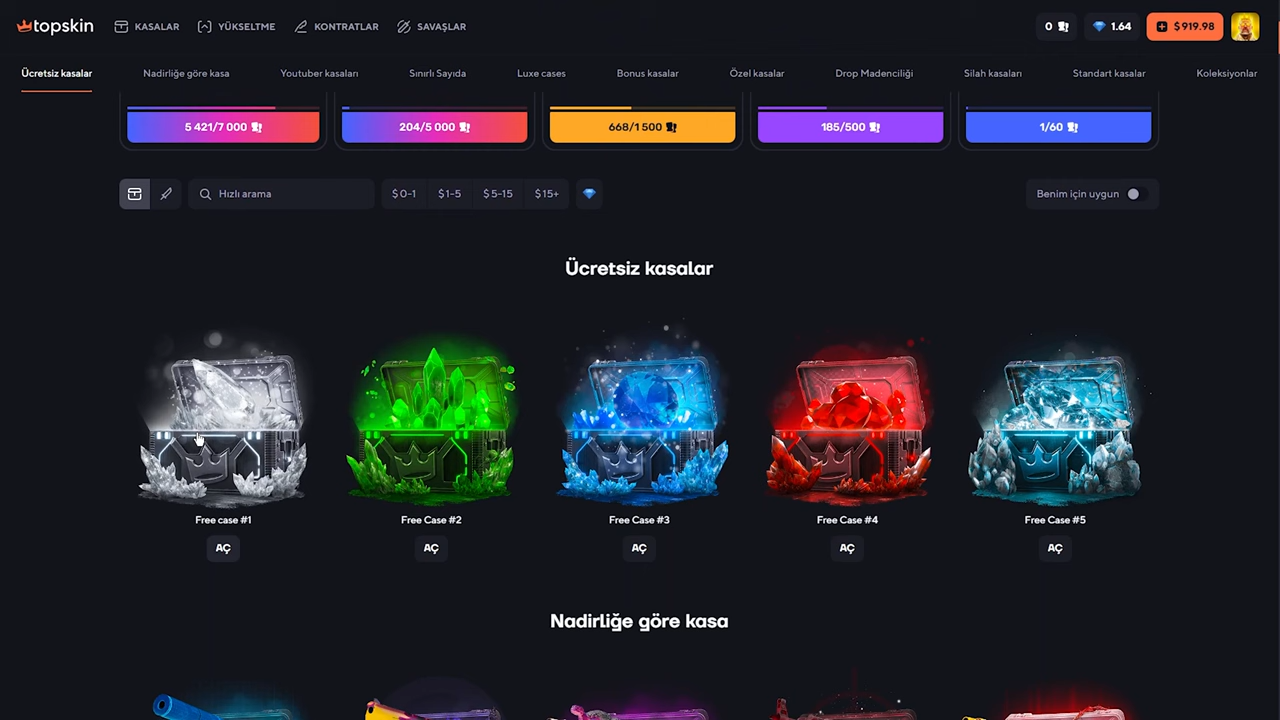 topskin KASALAR YÜKSELTME KONTRATLAR SAVAŞLAR 0 1.64 $919.98
Ücretsiz kasalar Nadirliğe göre kasa Youtuber kasaları Sınırlı Sayıda Luxe cases Bonus kasalar Özel kasalar Drop Madenciliği Silah kasaları Standart kasalar Koleksiyonlar
5 421/7 000 204/5 000 668/1 500 185/500 1/60
Hızlı arama $0-1 $1-5 $5-15 $15+ Benim için uygun
Ücretsiz kasalar
Free case #1 Free Case #2 Free Case #3 Free Case #4 Free Case #5
AÇ AÇ AÇ AÇ AÇ
Nadirliğe göre kasa